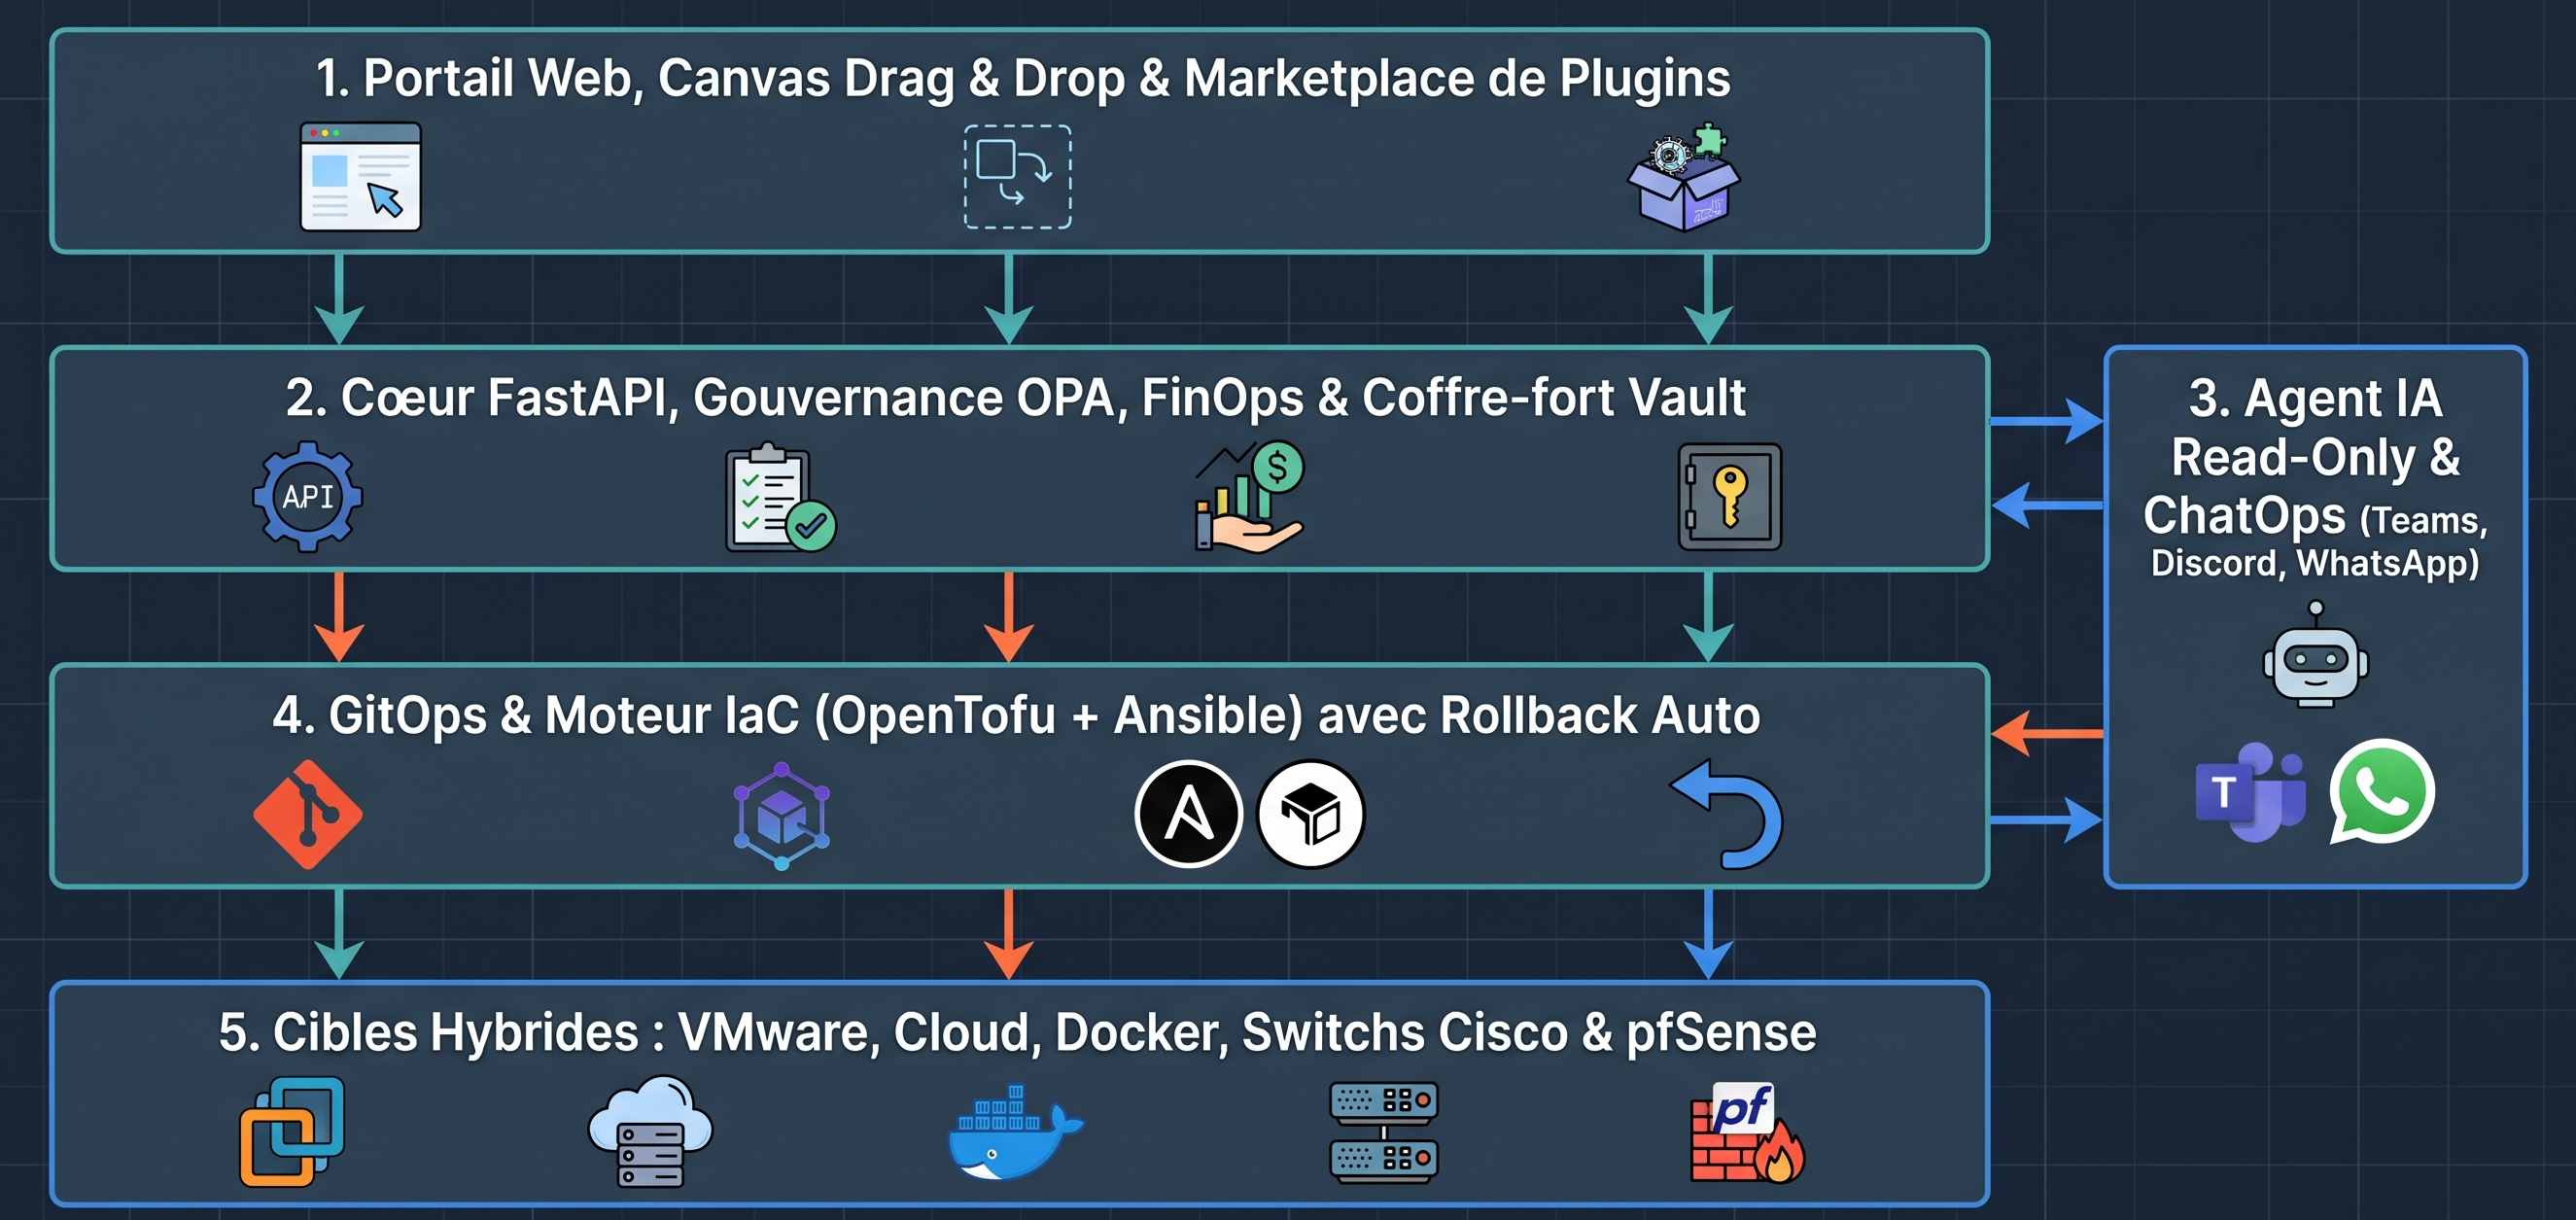 1. Portail Web, Canvas Drag & Drop & Marketplace de Plugins
2. Cœur FastAPI, Gouvernance OPA, FinOps & Coffre-fort Vault
API
$
3. Agent IA
Read-Only &
ChatOps (Teams,
Discord, WhatsApp)
T
4. GitOps & Moteur IaC (OpenTofu + Ansible) avec Rollback Auto
A
5. Cibles Hybrides : VMware, Cloud, Docker, Switchs Cisco & pfSense
pf